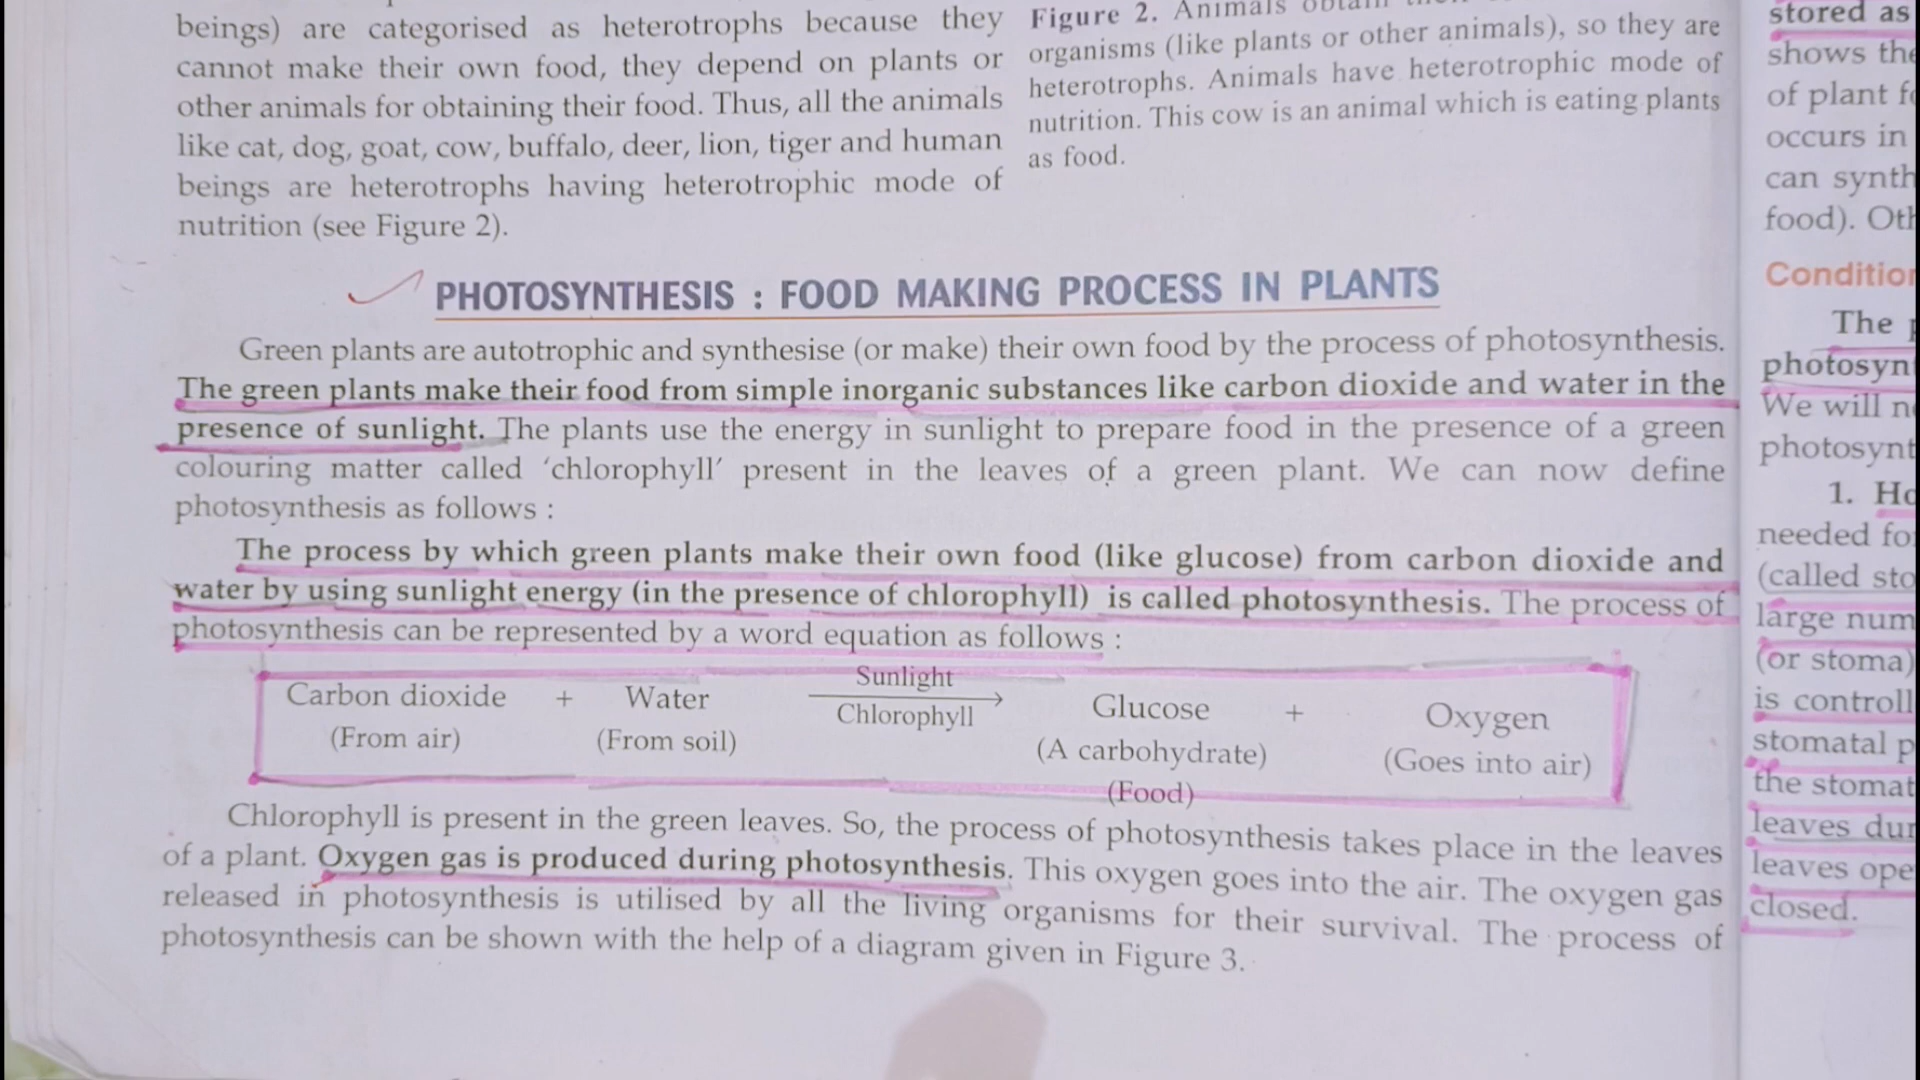 beings) are categorised as heterotrophs because they
cannot make their own food, they depend on plants or
other animals for obtaining their food. Thus, all the animals
like cat, dog, goat, cow, buffalo, deer, lion, tiger and human
beings are heterotrophs having heterotrophic mode of
nutrition (see Figure 2).
Figure 2. Animals
organisms (like plants or other animals), so they are
heterotrophs. Animals have heterotrophic mode of
nutrition. This cow is an animal which is eating plants
as food.
PHOTOSYNTHESIS : FOOD MAKING PROCESS IN PLANTS
Green plants are autotrophic and synthesise (or make) their own food by the process of photosynthesis.
The green plants make their food from simple inorganic substances like carbon dioxide and water in the
presence of sunlight. The plants use the energy in sunlight to prepare food in the presence of a green
colouring matter called ‘chlorophyll’ present in the leaves of a green plant. We can now define
photosynthesis as follows :
The process by which green plants make their own food (like glucose) from carbon dioxide and
water by using sunlight energy (in the presence of chlorophyll) is called photosynthesis. The process of
photosynthesis can be represented by a word equation as follows :
Sunlight
Carbon dioxide + Water Glucose + Oxygen
Chlorophyll
(From air) (From soil) (A carbohydrate) (Goes into air)
(Food)
Chlorophyll is present in the green leaves. So, the process of photosynthesis takes place in the leaves
of a plant. Oxygen gas is produced during photosynthesis. This oxygen goes into the air. The oxygen gas
released in photosynthesis is utilised by all the living organisms for their survival. The process of
photosynthesis can be shown with the help of a diagram given in Figure 3.
stored as
shows
of plant
occurs in
can
food).
The
We will
1.
needed
(called
large
(or stoma)
is
stomatal
the
leaves
leaves
closed.